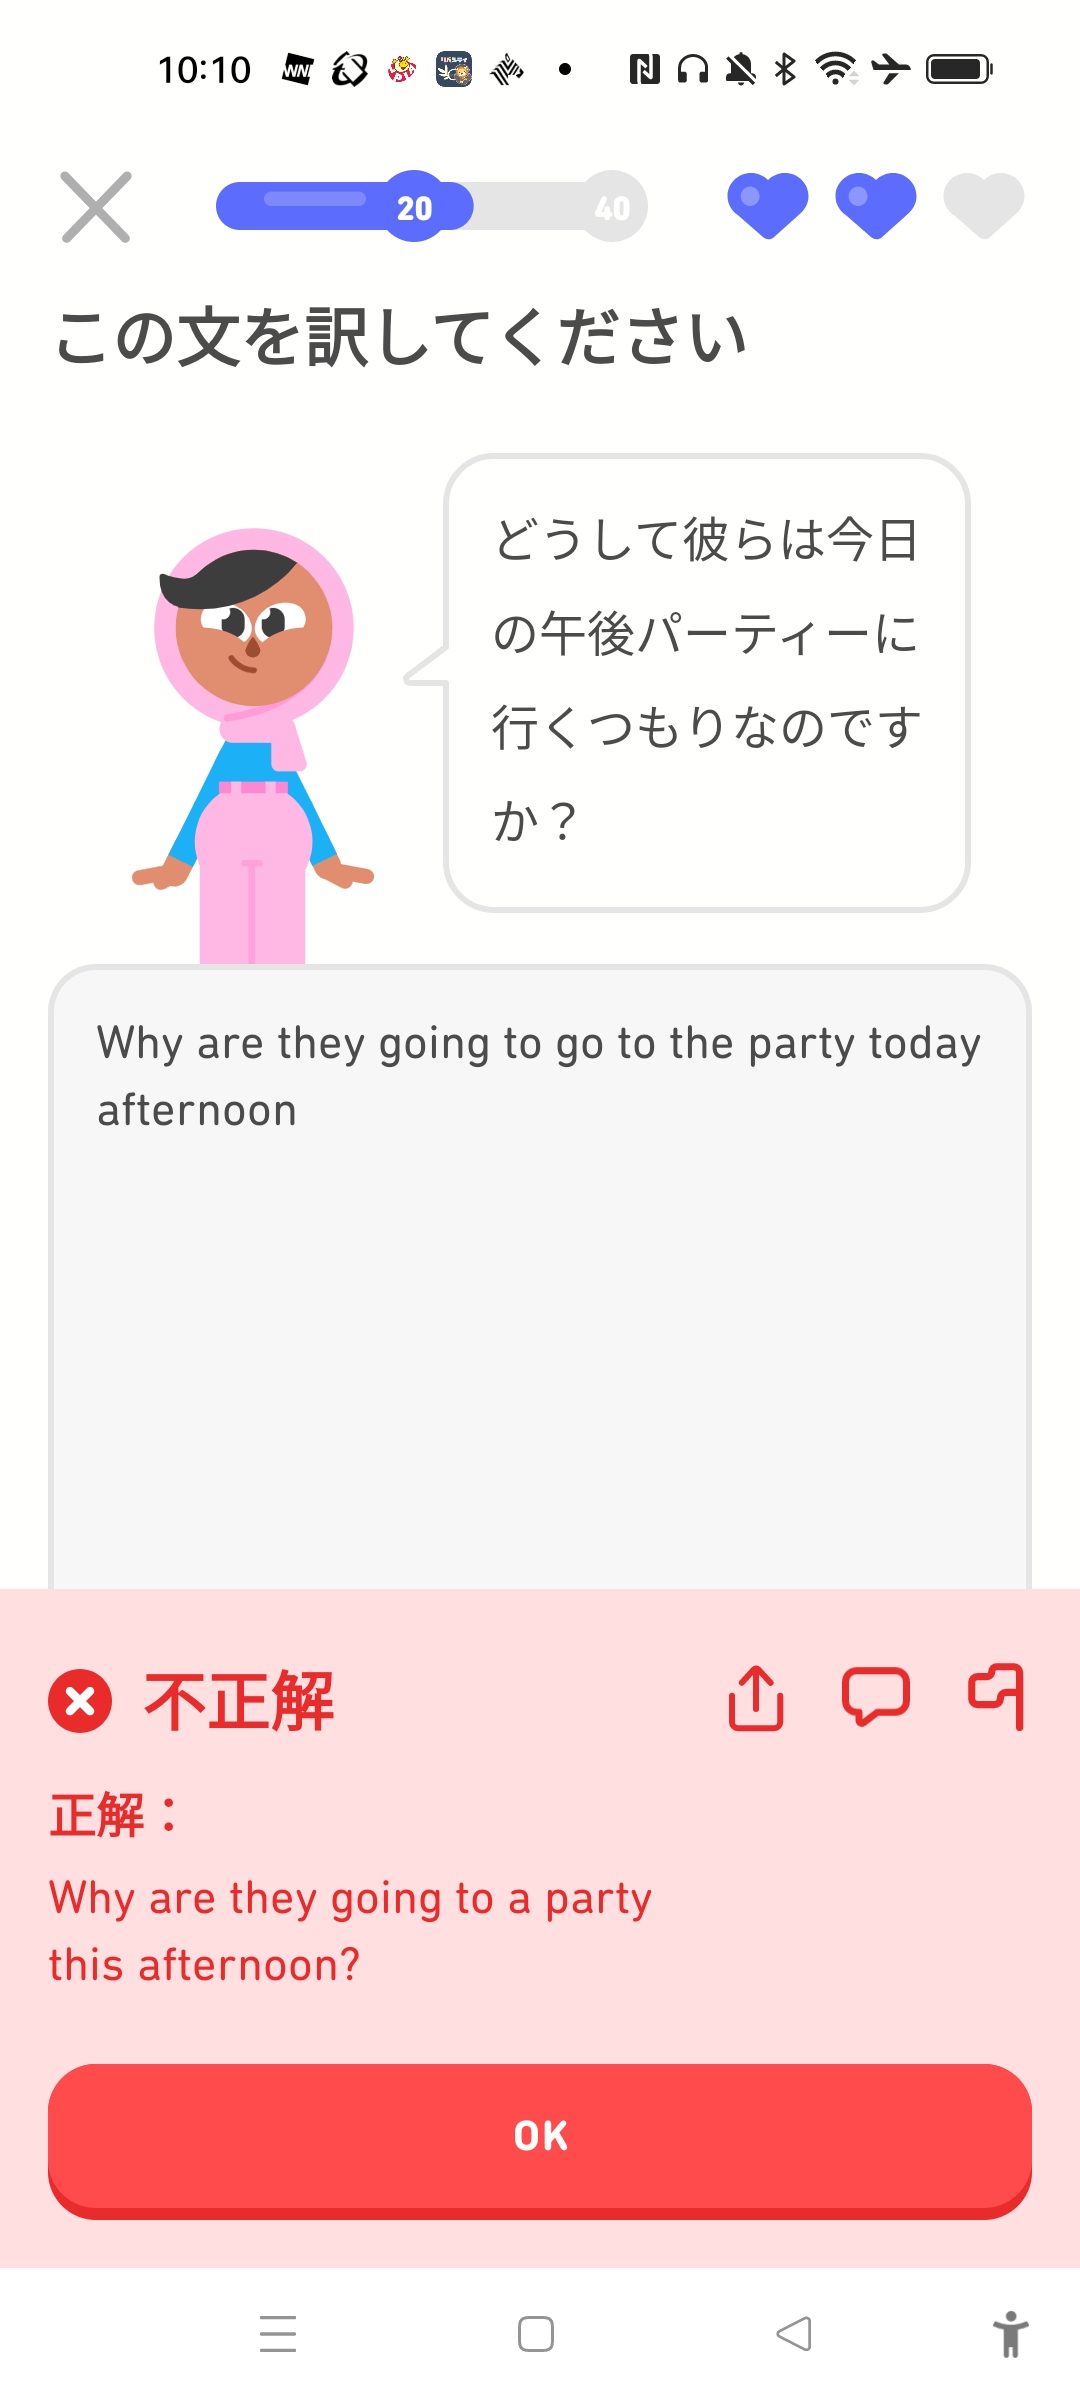 10:10
20
40
この文を訳してください
どうして彼らは今日
の午後パーティーに
行くつもりなのです
か？
Why are they going to go to the party today
afternoon
不正解
正解：
Why are they going to a party
this afternoon?
OK